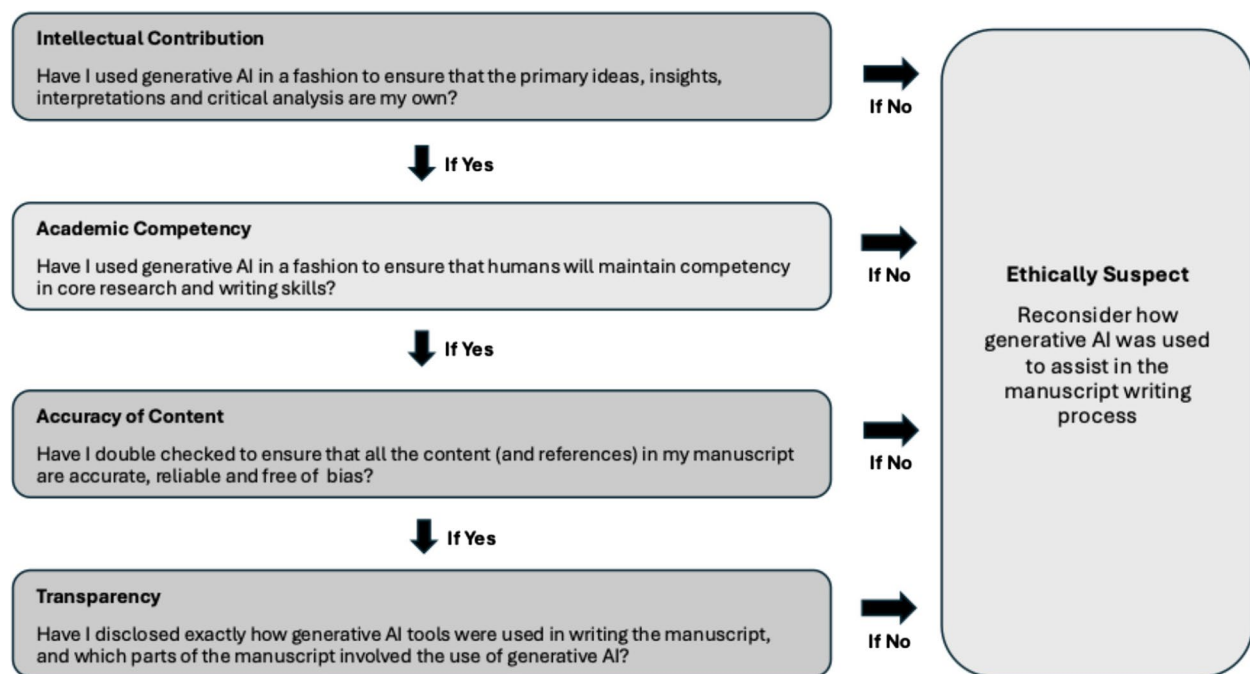 Intellectual Contribution
Have I used generative AI in a fashion to ensure that the primary ideas, insights,
interpretations and critical analysis are my own?
If No
If Yes
Academic Competency
Have I used generative AI in a fashion to ensure that humans will maintain competency
in core research and writing skills?
If No
If Yes
Accuracy of Content
Have I double checked to ensure that all the content (and references) in my manuscript
are accurate, reliable and free of bias?
If No
If Yes
Transparency
Have I disclosed exactly how generative AI tools were used in writing the manuscript,
and which parts of the manuscript involved the use of generative AI?
If No
Ethically Suspect
Reconsider how
generative AI was used
to assist in the
manuscript writing
process